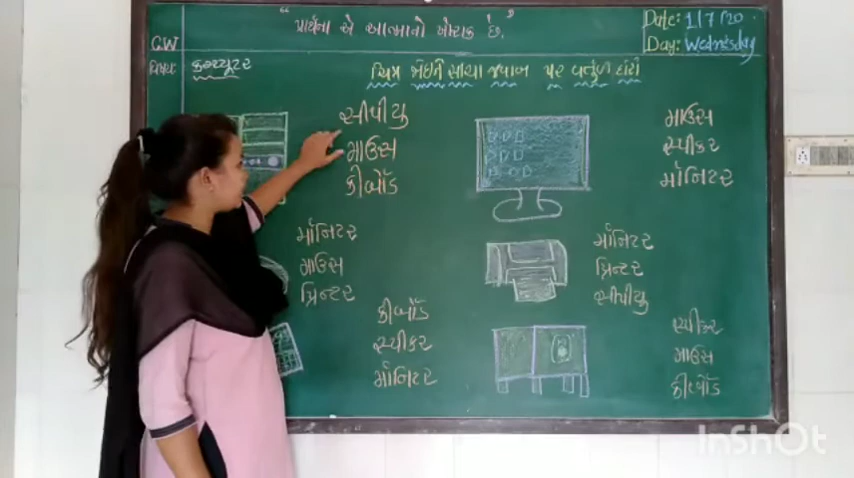 “પ્રાર્થના એ આત્માનો ખોરાક છે.”
Date: 1/7/20
Day: Wednesday
C.W
વિષય: કમ્પ્યૂટર
ચિત્ર જોઈને સાચા જવાબ પર વર્તુળ દોરો
સીપીયુ
માઉસ
કીબોર્ડ
માઉસ
સ્પીકર
મોનિટર
મોનિટર
માઉસ
પ્રિન્ટર
મોનિટર
પ્રિન્ટર
સીપીયુ
કીબોર્ડ
સ્પીકર
મોનિટર
સ્પીકર
માઉસ
કીબોર્ડ
InShOt